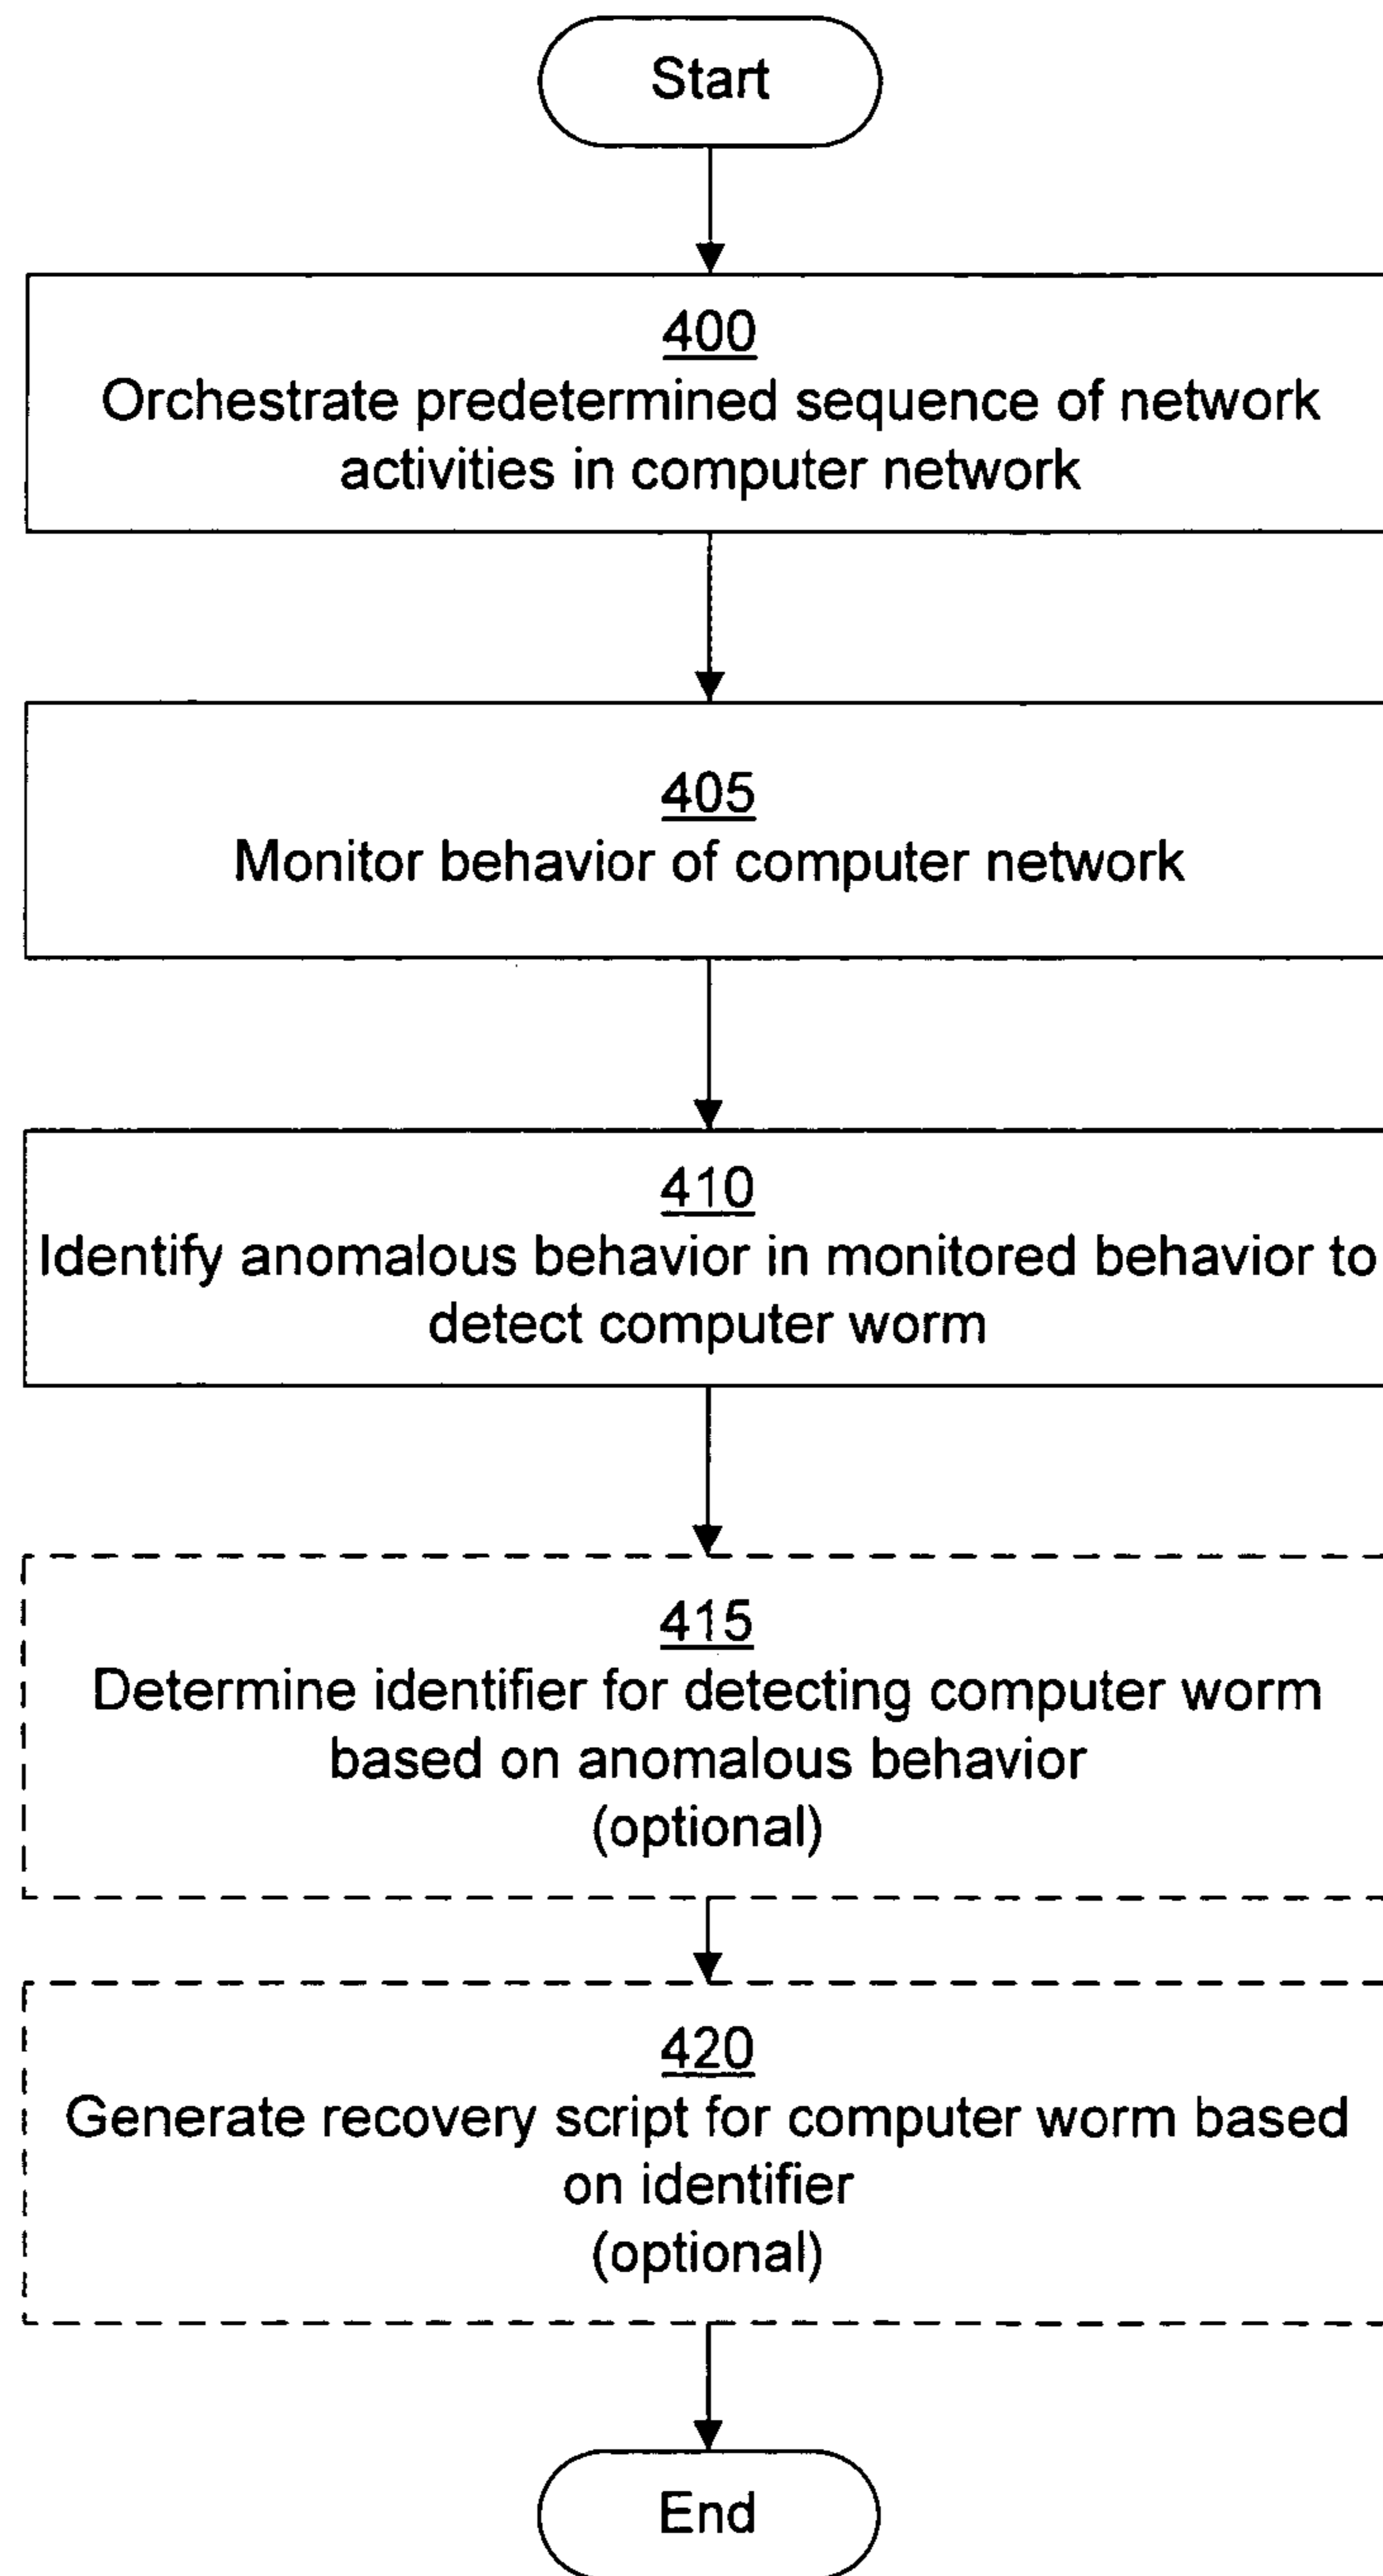 Start
400
Orchestrate predetermined sequence of network
activities in computer network
405
Monitor behavior of computer network
410
Identify anomalous behavior in monitored behavior to
detect computer worm
415
Determine identifier for detecting computer worm
based on anomalous behavior
(optional)
420
Generate recovery script for computer worm based
on identifier
(optional)
End